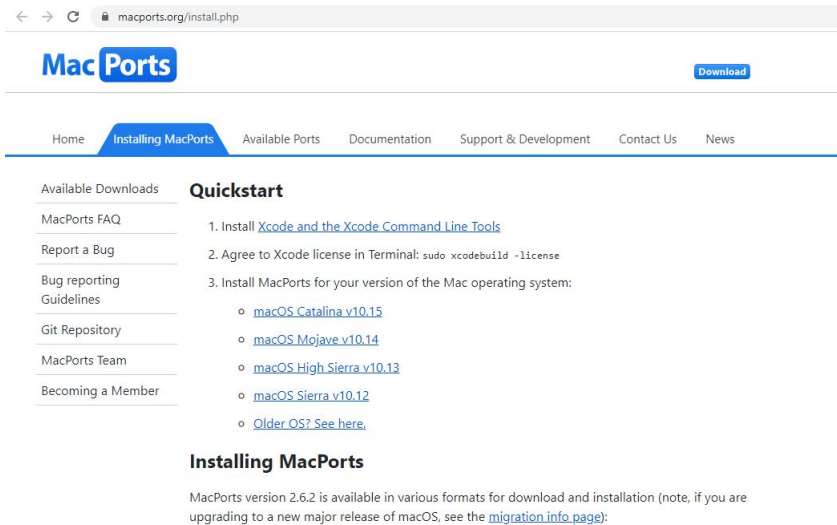 macports.org/install.php
Mac Ports
Download
Home Installing MacPorts Available Ports Documentation Support & Development Contact Us News
Available Downloads
MacPorts FAQ
Report a Bug
Bug reporting
Guidelines
Git Repository
MacPorts Team
Becoming a Member
Quickstart
1. Install Xcode and the Xcode Command Line Tools
2. Agree to Xcode license in Terminal: sudo xcodebuild -license
3. Install MacPorts for your version of the Mac operating system:
macOS Catalina v10.15
macOS Mojave v10.14
macOS High Sierra v10.13
macOS Sierra v10.12
Older OS? See here.
Installing MacPorts
MacPorts version 2.6.2 is available in various formats for download and installation (note, if you are
upgrading to a new major release of macOS, see the migration info page):